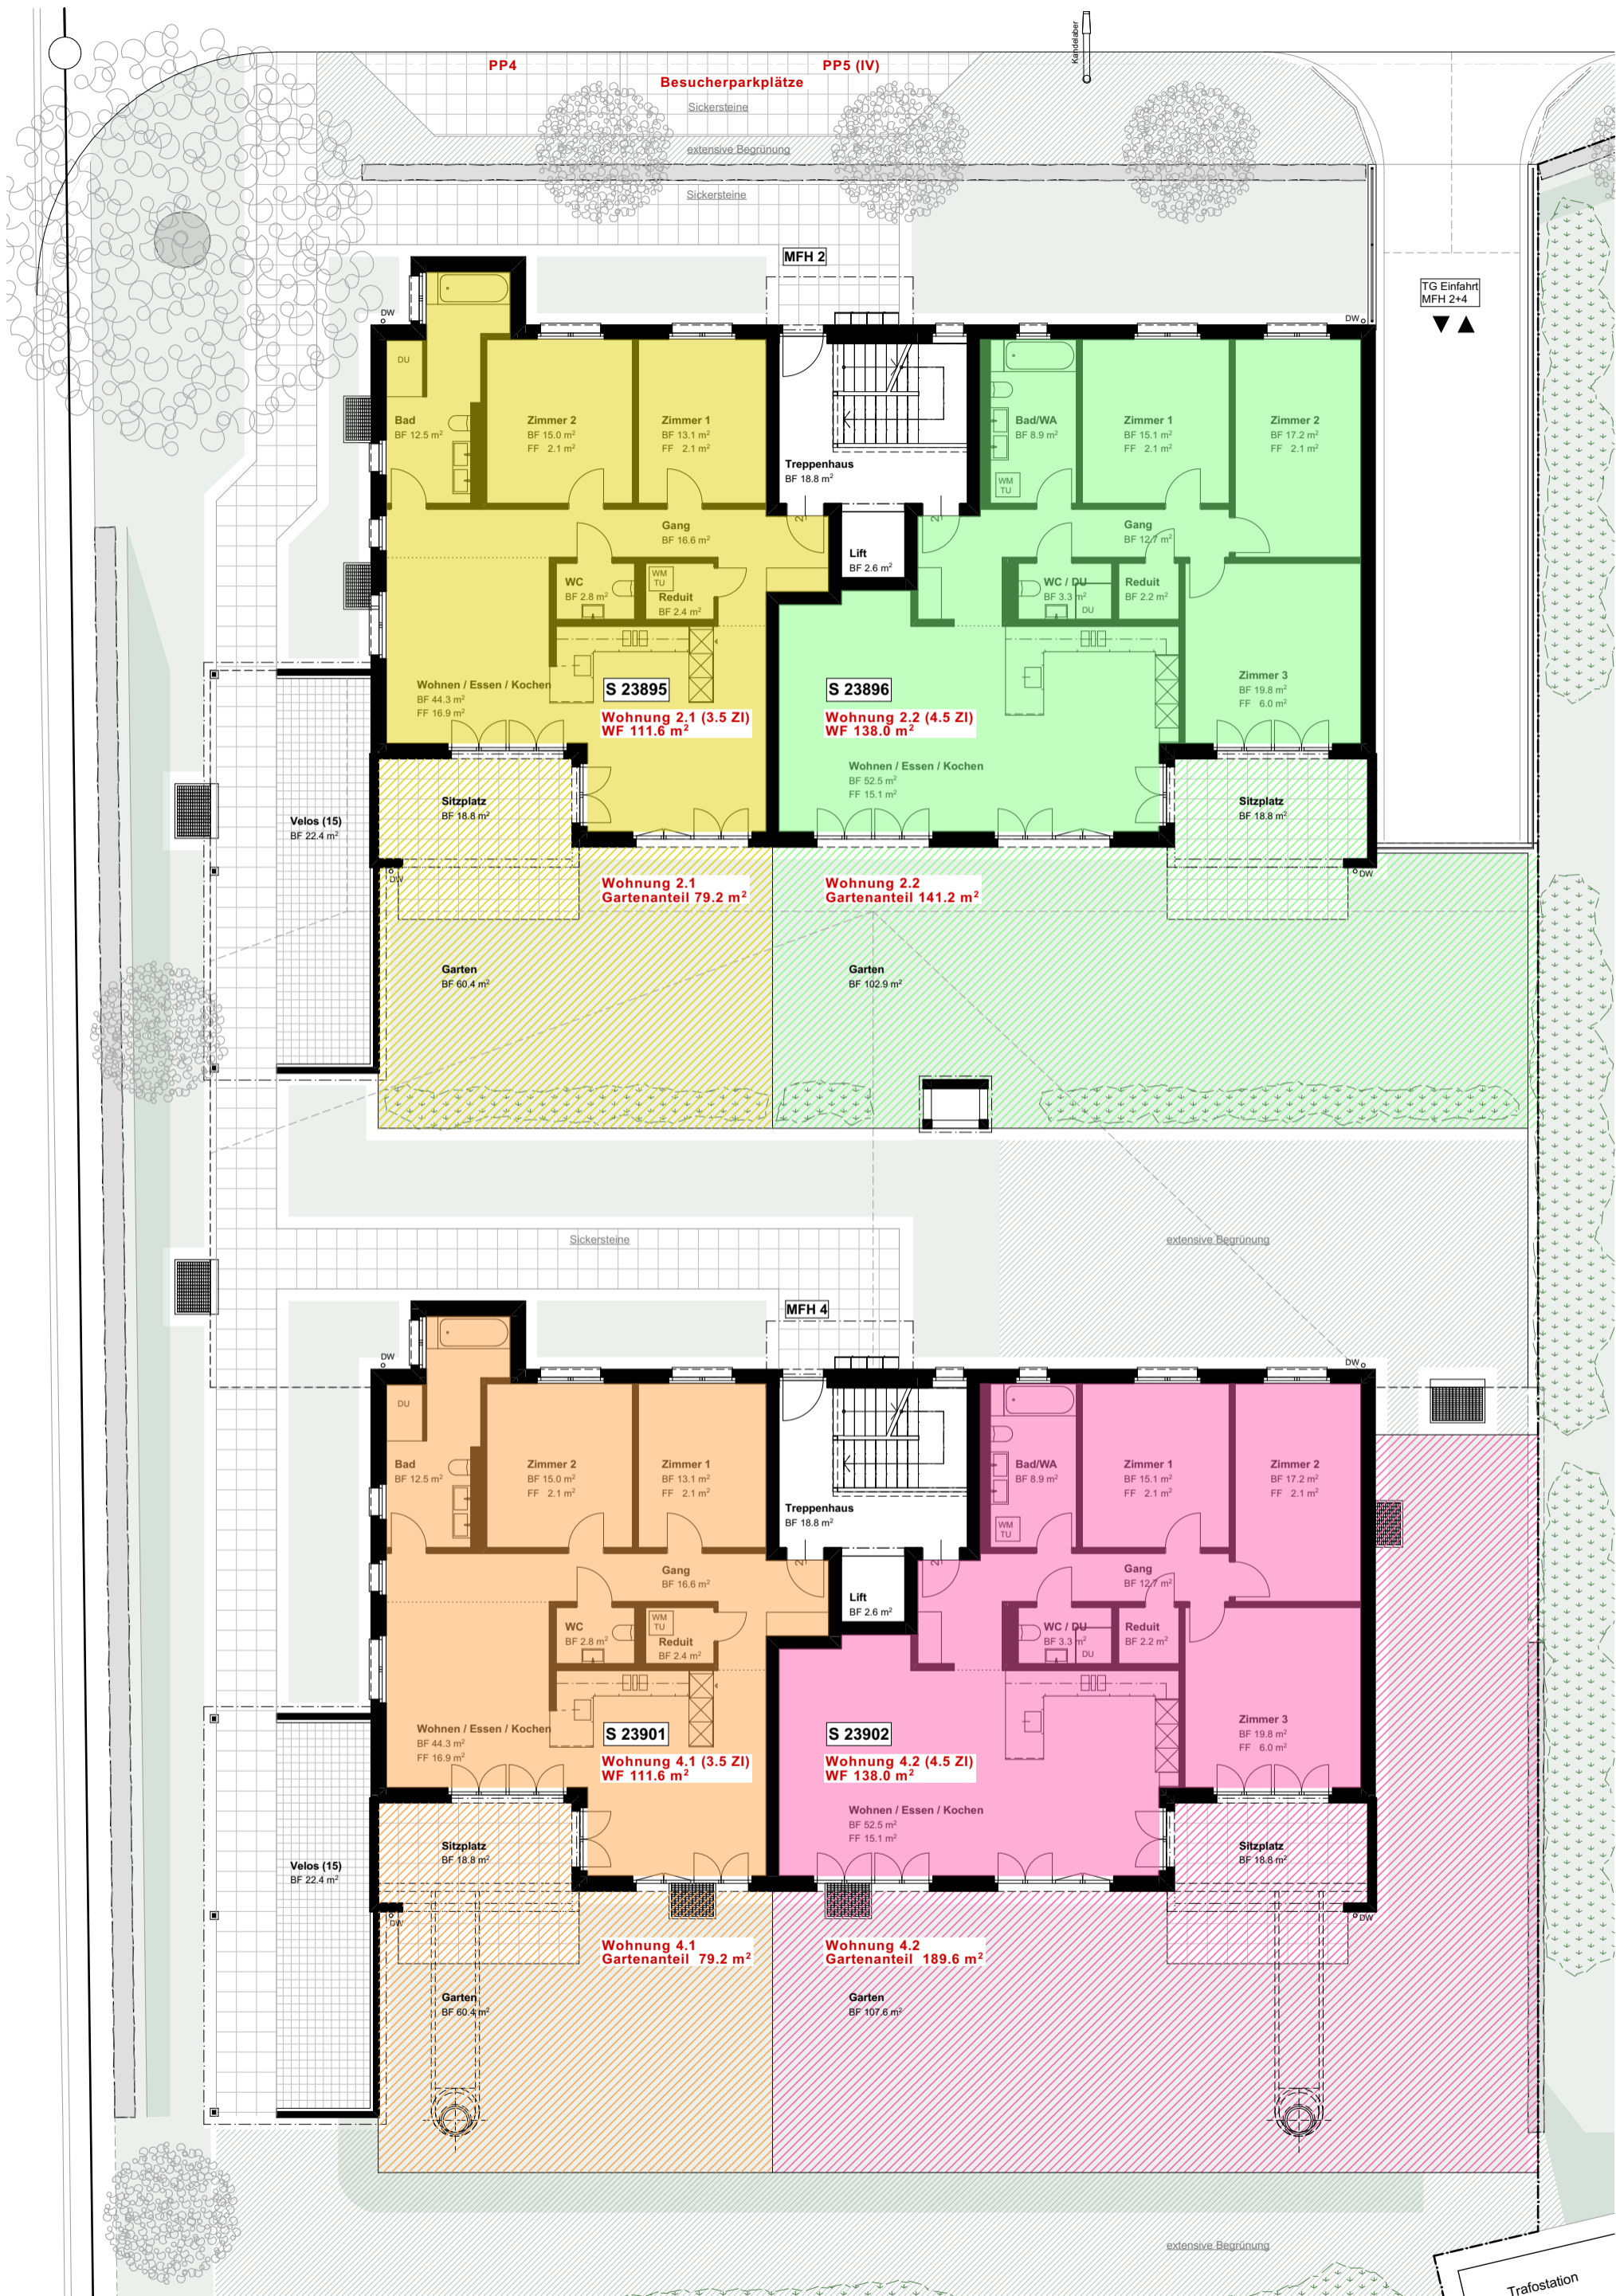 Kandelaber
PP4
PP5 (IV)
Besucherparkplätze
Sickersteine
extensive Begrünung
Sickersteine
MFH 2
TG Einfahrt
MFH 2+4
DW
DW
DU
Bad
BF 12.5 m²
Zimmer 2
BF 15.0 m²
FF 2.1 m²
Zimmer 1
BF 13.1 m²
FF 2.1 m²
Treppenhaus
BF 18.8 m²
Bad/WA
BF 8.9 m²
WM
TU
Zimmer 1
BF 15.1 m²
FF 2.1 m²
Zimmer 2
BF 17.2 m²
FF 2.1 m²
Gang
BF 16.6 m²
2
2
Gang
BF 12.7 m²
Lift
BF 2.6 m²
WC
BF 2.8 m²
WM
TU
Reduit
BF 2.4 m²
WC / DU
BF 3.3 m²
DU
Reduit
BF 2.2 m²
Wohnen / Essen / Kochen
BF 44.3 m²
FF 16.9 m²
S 23895
Wohnung 2.1 (3.5 ZI)
WF 111.6 m²
S 23896
Wohnung 2.2 (4.5 ZI)
WF 138.0 m²
Zimmer 3
BF 19.8 m²
FF 6.0 m²
Wohnen / Essen / Kochen
BF 52.5 m²
FF 15.1 m²
Velos (15)
BF 22.4 m²
Sitzplatz
BF 18.8 m²
Sitzplatz
BF 18.8 m²
DW
DW
Wohnung 2.1
Gartenanteil 79.2 m²
Wohnung 2.2
Gartenanteil 141.2 m²
Garten
BF 60.4 m²
Garten
BF 102.9 m²
Sickersteine
extensive Begrünung
MFH 4
DW
DW
DU
Bad
BF 12.5 m²
Zimmer 2
BF 15.0 m²
FF 2.1 m²
Zimmer 1
BF 13.1 m²
FF 2.1 m²
Treppenhaus
BF 18.8 m²
Bad/WA
BF 8.9 m²
WM
TU
Zimmer 1
BF 15.1 m²
FF 2.1 m²
Zimmer 2
BF 17.2 m²
FF 2.1 m²
Gang
BF 16.6 m²
2
2
Gang
BF 12.7 m²
Lift
BF 2.6 m²
WC
BF 2.8 m²
WM
TU
Reduit
BF 2.4 m²
WC / DU
BF 3.3 m²
DU
Reduit
BF 2.2 m²
Wohnen / Essen / Kochen
BF 44.3 m²
FF 16.9 m²
S 23901
Wohnung 4.1 (3.5 ZI)
WF 111.6 m²
S 23902
Wohnung 4.2 (4.5 ZI)
WF 138.0 m²
Zimmer 3
BF 19.8 m²
FF 6.0 m²
Wohnen / Essen / Kochen
BF 52.5 m²
FF 15.1 m²
Velos (15)
BF 22.4 m²
Sitzplatz
BF 18.8 m²
Sitzplatz
BF 18.8 m²
DW
DW
Wohnung 4.1
Gartenanteil 79.2 m²
Wohnung 4.2
Gartenanteil 189.6 m²
Garten
BF 60.4 m²
Garten
BF 107.6 m²
extensive Begrünung
Trafostation